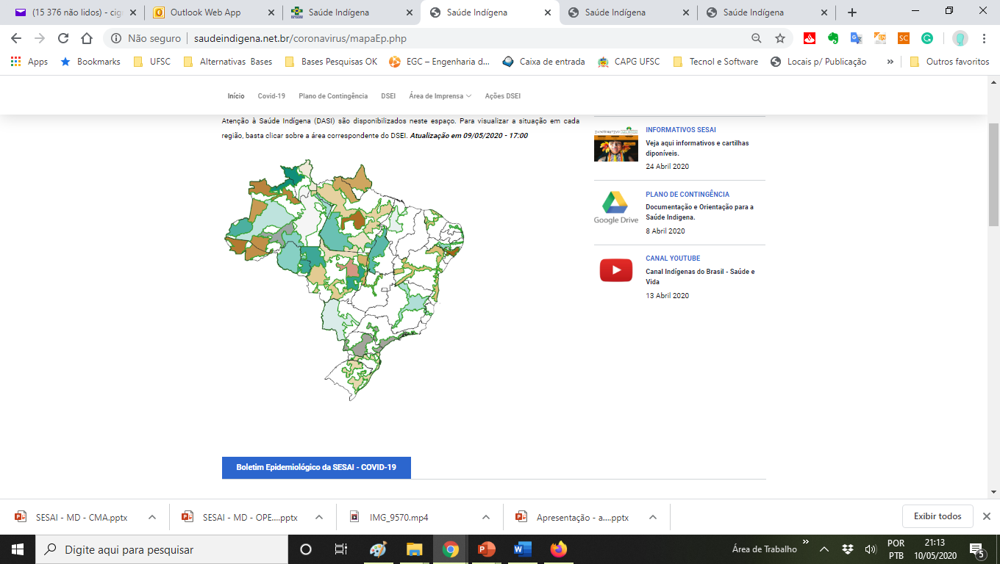 (15 376 não lidos) - cig
Outlook Web App
Saúde Indígena
Saúde Indígena
Saúde Indígena
Saúde Indígena
Não seguro
saudeindigena.net.br/coronavirus/mapaEp.php
Apps
Bookmarks
UFSC
Alternativas Bases
Bases Pesquisas OK
EGC – Engenharia d...
Caixa de entrada
CAPG UFSC
Tecnol e Software
Locais p/ Publicação
»
Outros favoritos
Início
Covid-19
Plano de Contingência
DSEI
Área de Imprensa
Ações DSEI
Atenção à Saúde Indígena (DASI) são disponibilizados neste espaço. Para visualizar a situação em cada
região, basta clicar sobre a área correspondente do DSEI. Atualização em 09/05/2020 - 17:00
INFORMATIVOS SESAI
Veja aqui informativos e cartilhas
diponíveis.
24 Abril 2020
Google Drive
PLANO DE CONTINGÊNCIA
Documentação e Orientação para a
Saúde Indigena.
8 Abril 2020
CANAL YOUTUBE
Canal Indígenas do Brasil - Saúde e
Vida
13 Abril 2020
Boletim Epidemiológico da SESAI - COVID-19
SESAI - MD - CMA.pptx
SESAI - MD - OPE....pptx
IMG_9570.mp4
Apresentação - a....pptx
Exibir todos
Digite aqui para pesquisar
Área de Trabalho
»
POR
PTB
21:13
10/05/2020
5